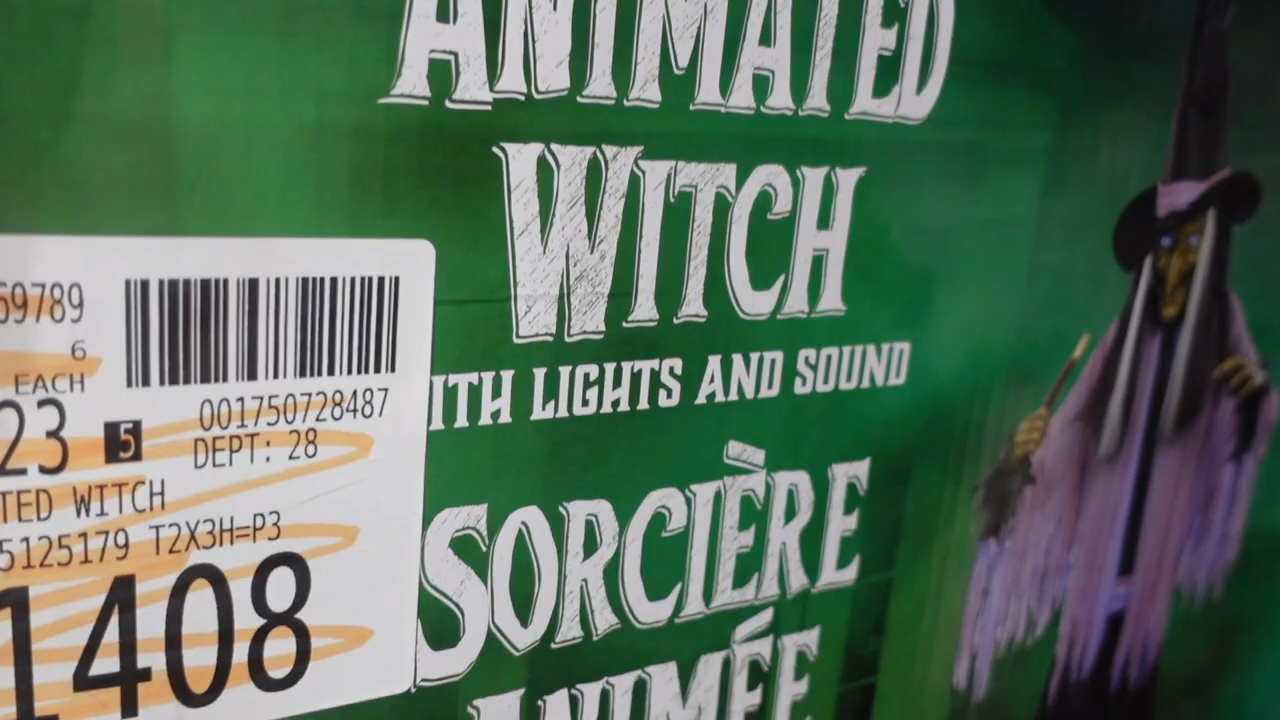 ANIMATED
WITCH
ITH LIGHTS AND SOUND
SORCIÈRE
ANIMÉE
69789
6
EACH
23 5
001750728487
DEPT: 28
TED WITCH
5125179 T2X3H=P3
1408